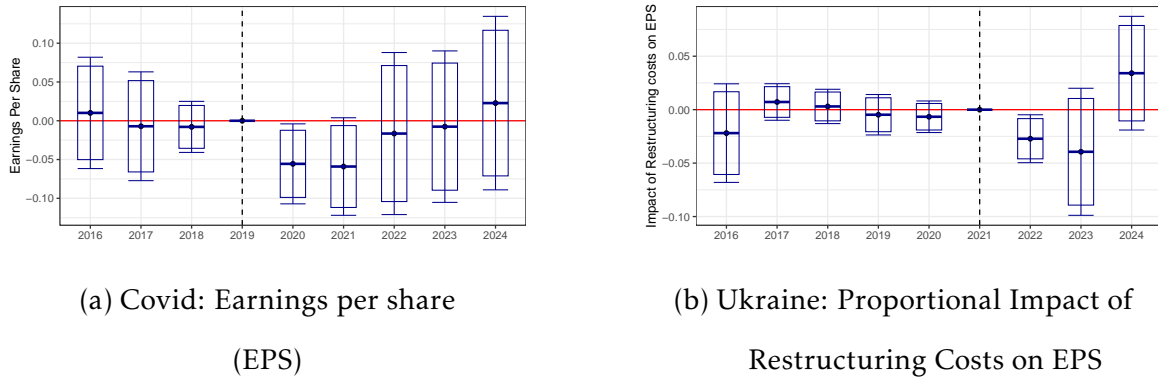 Earnings Per Share
0.10
0.05
0.00
−0.05
−0.10
2016 2017 2018 2019 2020 2021 2022 2023 2024
(a) Covid: Earnings per share
(EPS)
Impact of Restructuring costs on EPS
0.05
0.00
−0.05
−0.10
2016 2017 2018 2019 2020 2021 2022 2023 2024
(b) Ukraine: Proportional Impact of
Restructuring Costs on EPS